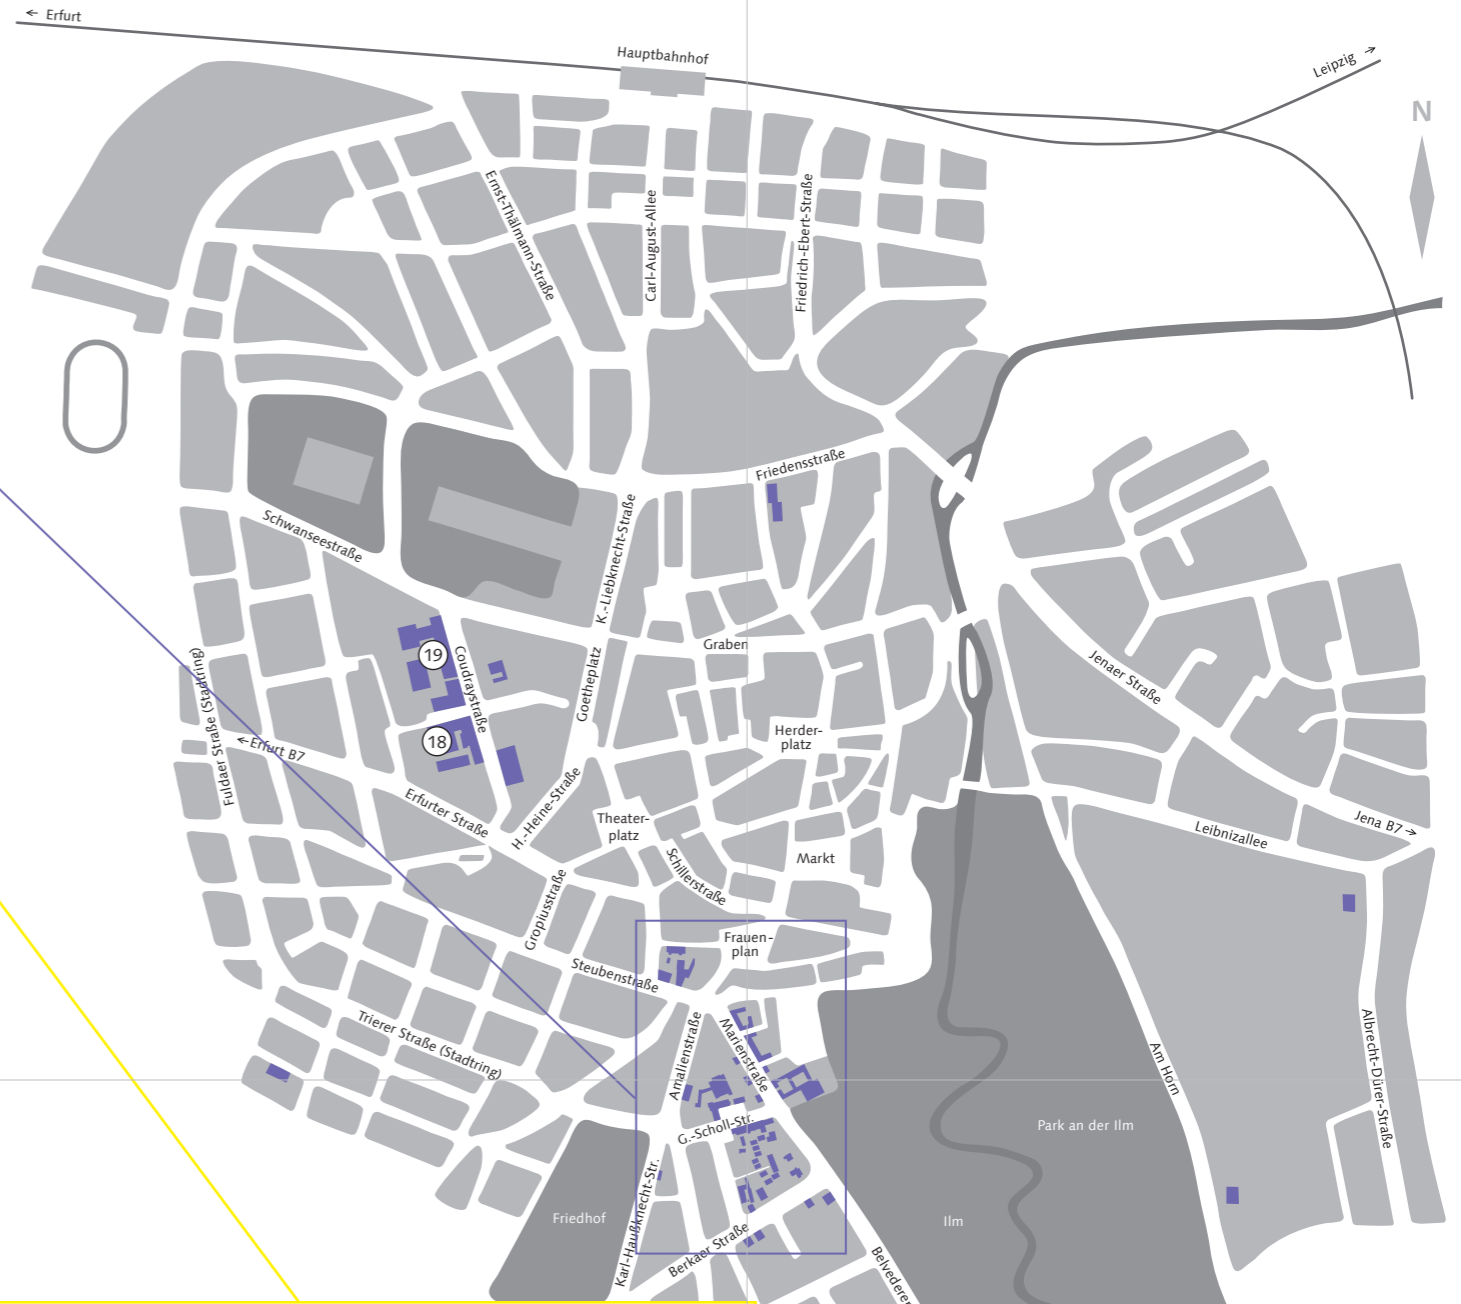 ← Erfurt
Hauptbahnhof
Leipzig →
N
Ernst-Thälmann-Straße
Carl-August-Allee
Friedrich-Ebert-Straße
Friedensstraße
Schwanseestraße
K.-Liebknecht-Straße
Graben
19
Coudraystraße
Goetheplatz
Jenaer Straße
Fuldaer Straße (Stadtring)
←Erfurt B7
18
Herder-
platz
Erfurter Straße
H.-Heine-Straße
Theater-
platz
Markt
Leibnizallee
Jena B7→
Schillerstraße
Gropiusstraße
Frauen-
plan
Steubenstraße
Trierer Straße (Stadtring)
Amalienstraße
Marienstraße
Am Horn
Albrecht-Dürer-Straße
G.-Scholl-Str.
Park an der Ilm
Friedhof
Karl-Haußknecht-Str.
Ilm
Berkaer Straße
Belvederer